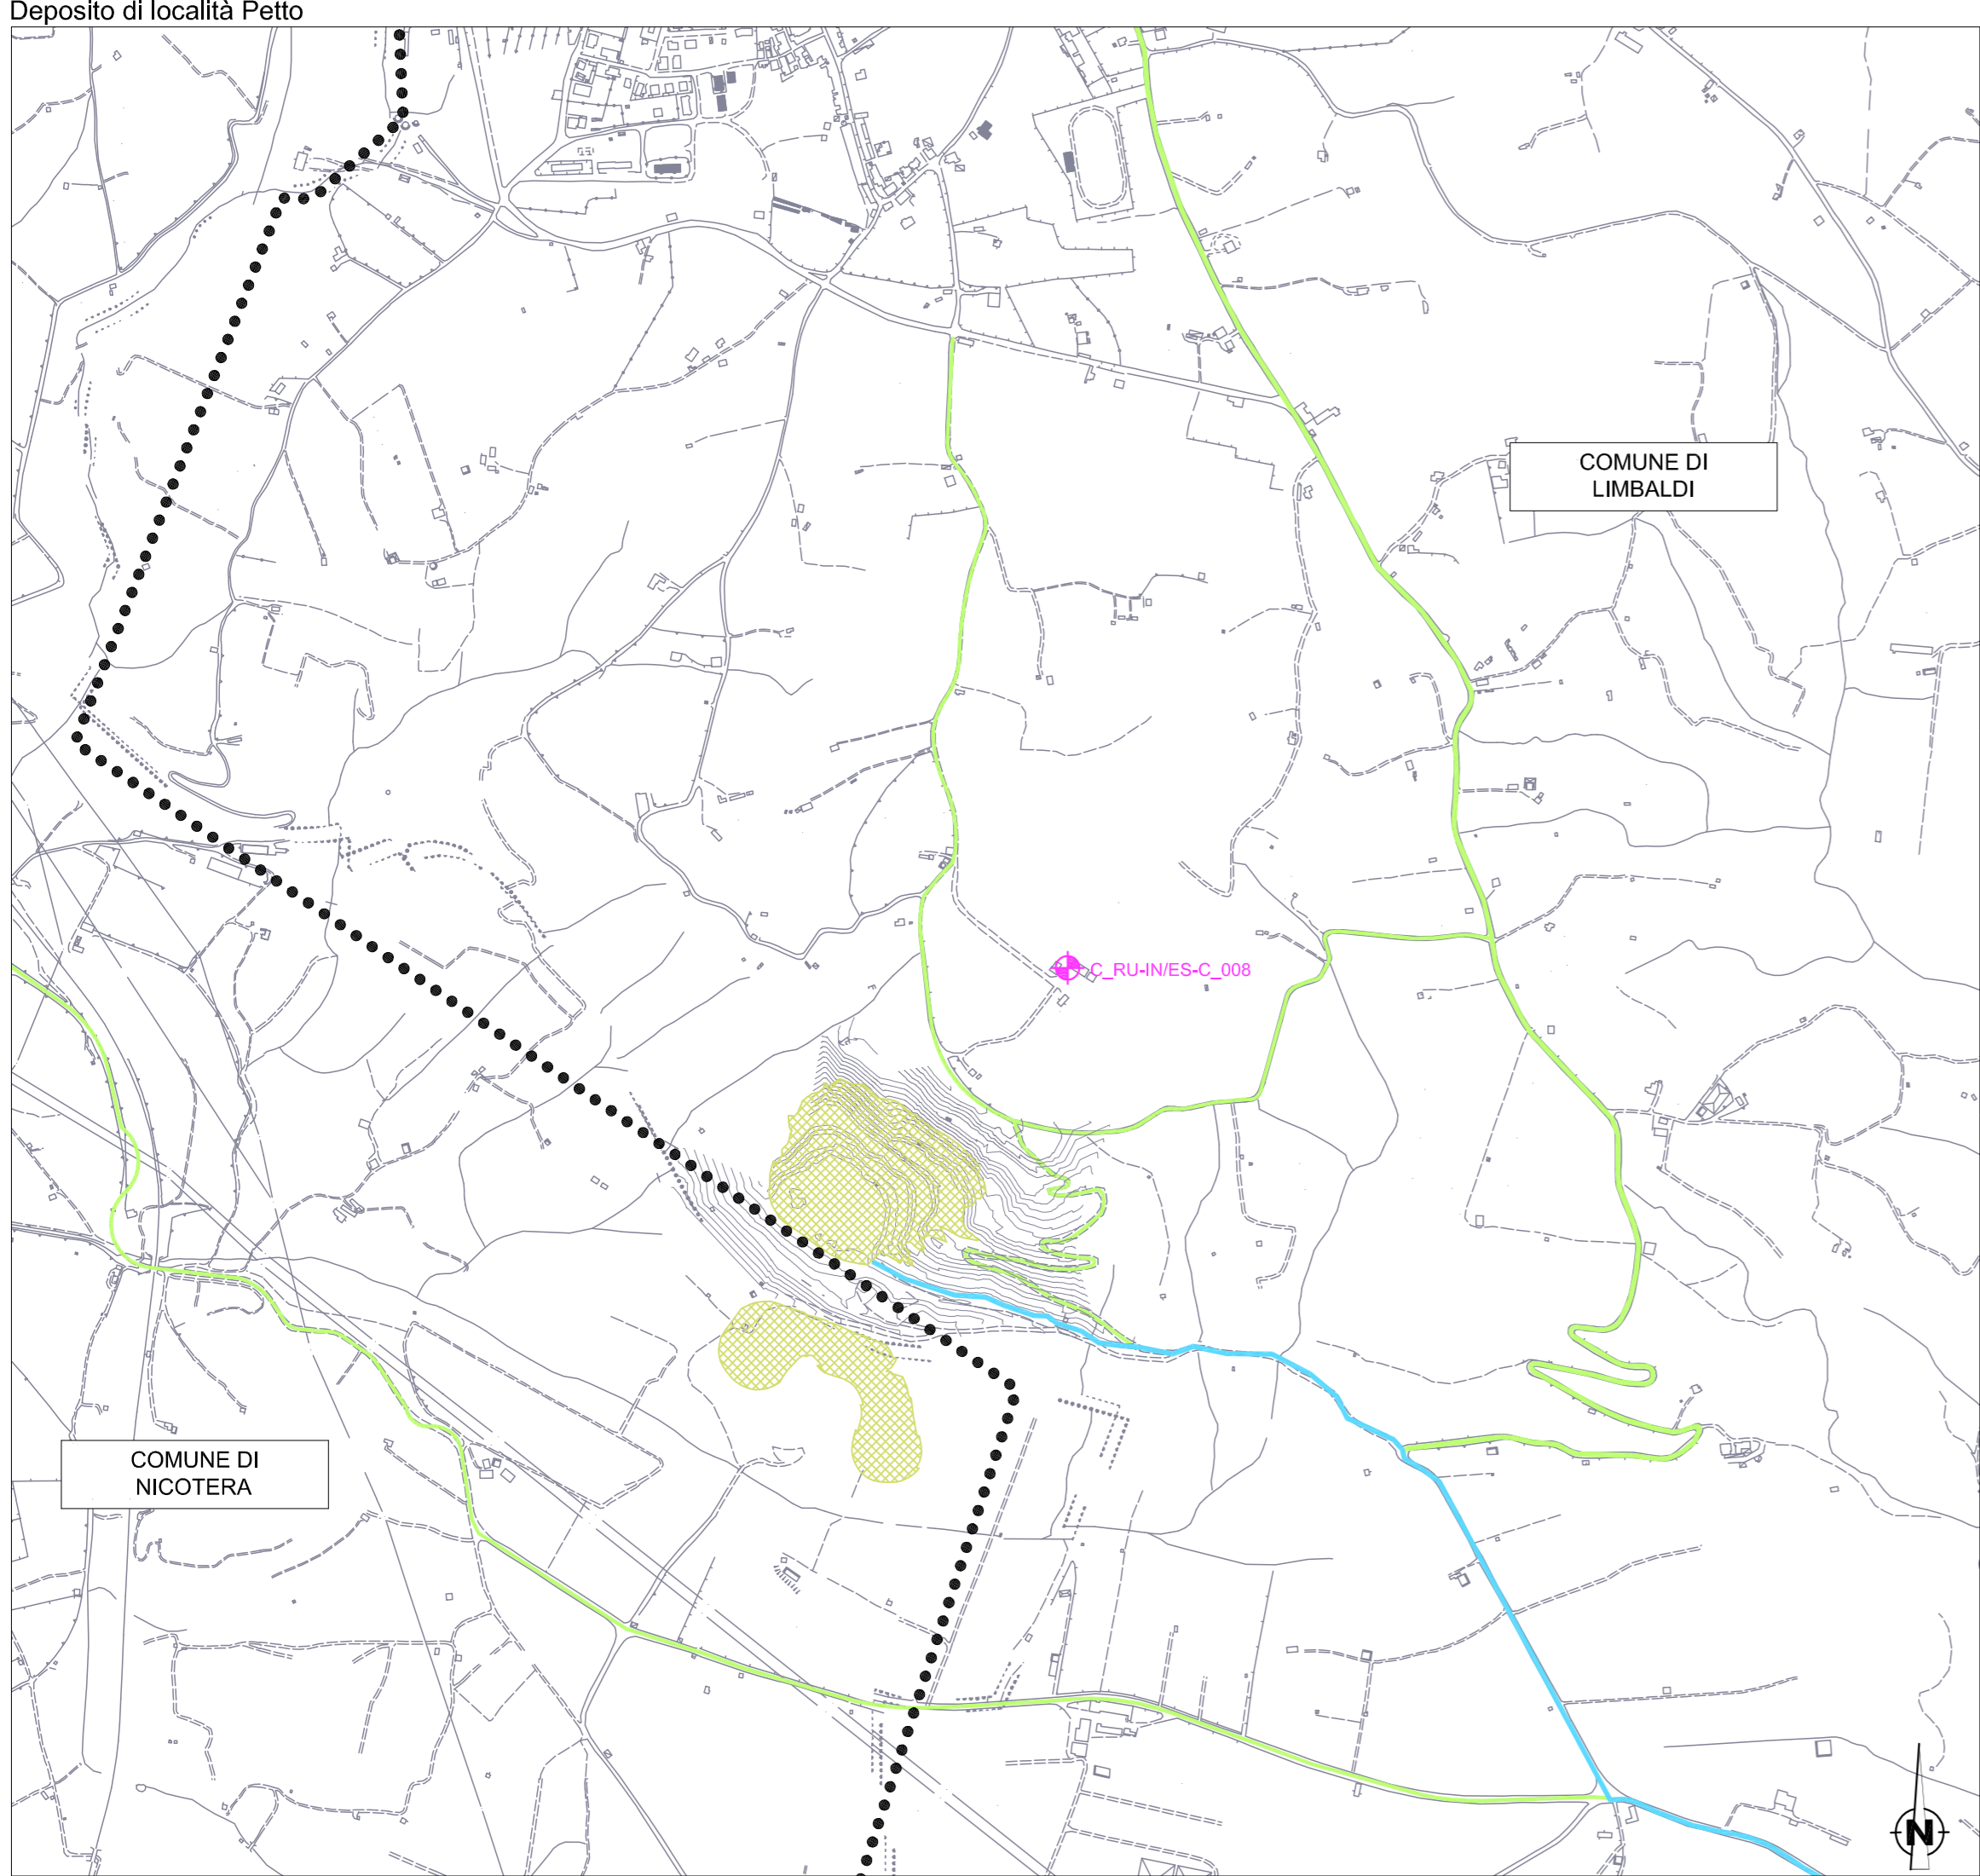 Deposito di località Petto
COMUNE DI
LIMBALDI
C_RU-IN/ES-C_008
COMUNE DI
NICOTERA
N